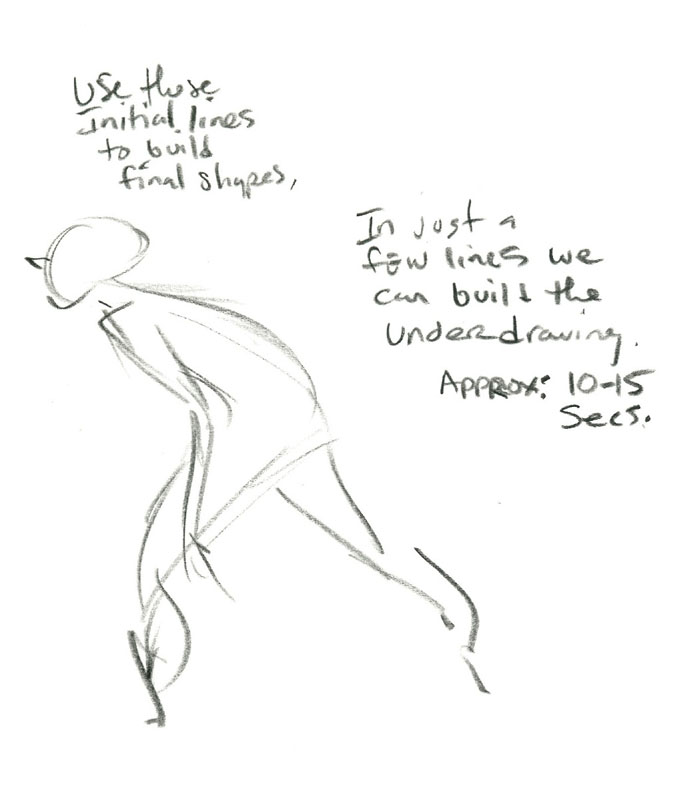 Use those
Initial lines
to build
final shapes,
In just a
few lines we
can build the
Underdrawing.
Approx: 10-15
Secs.